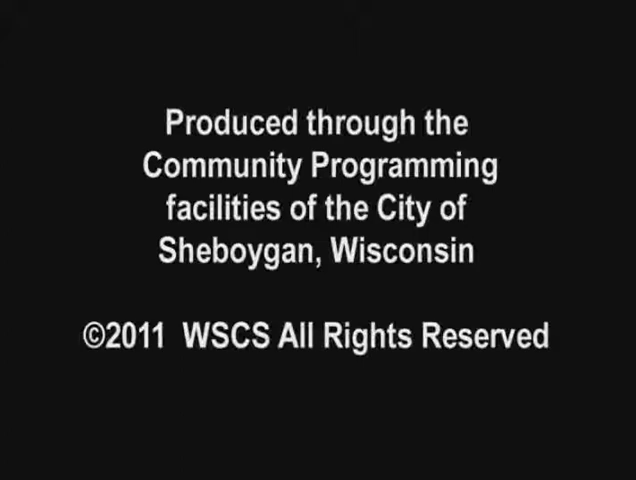 Produced through the
Community Programming
facilities of the City of
Sheboygan, Wisconsin
©2011 WSCS All Rights Reserved